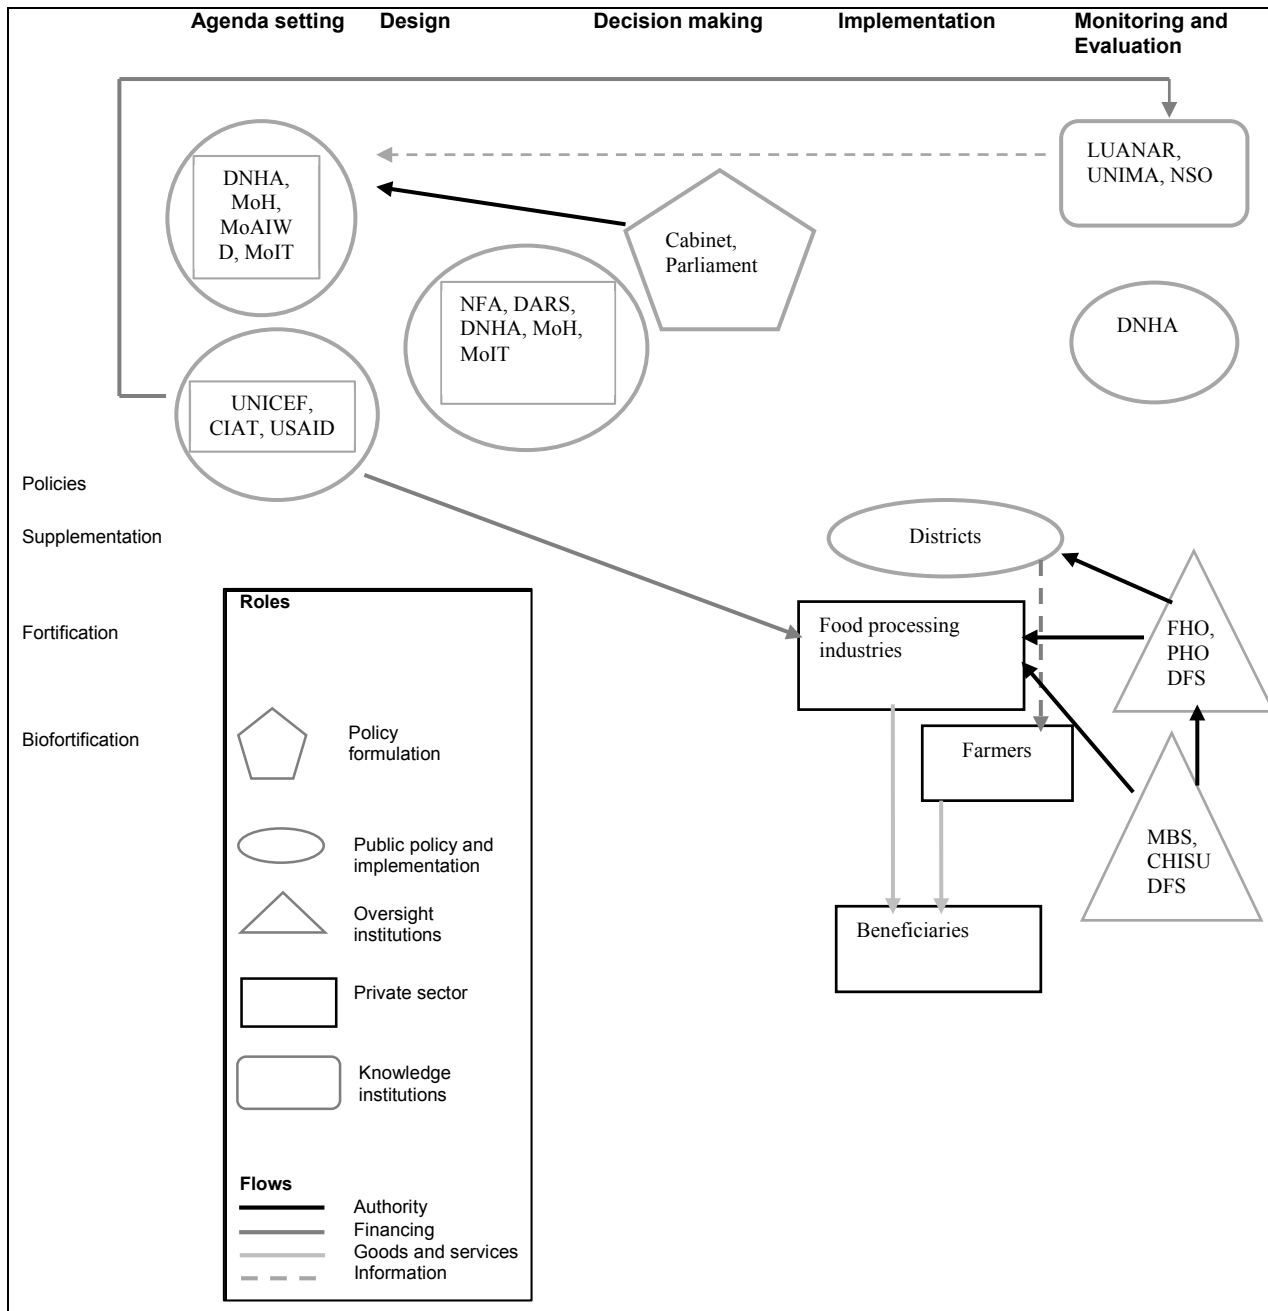 Agenda setting
Design
Decision making
Implementation
Monitoring and
Evaluation
DNHA,
MoH,
MoAIW
D, MoIT
Cabinet,
Parliament
LUANAR,
UNIMA, NSO
NFA, DARS,
DNHA, MoH,
MoIT
DNHA
UNICEF,
CIAT, USAID
Policies
Supplementation
Fortification
Biofortification
Districts
Food processing
industries
FHO,
PHO
DFS
Farmers
MBS,
CHISU
DFS
Beneficiaries
Roles
Policy
formulation
Public policy and
implementation
Oversight
institutions
Private sector
Knowledge
institutions
Flows
Authority
Financing
Goods and services
Information